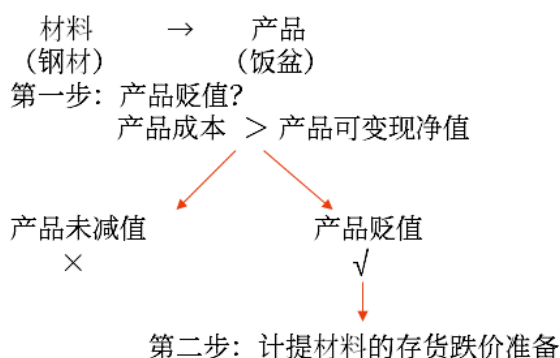 材料 → 产品
（钢材） （饭盆）
第一步：产品贬值？
产品成本 ＞ 产品可变现净值
产品未减值 产品贬值
× √
第二步：计提材料的存货跌价准备